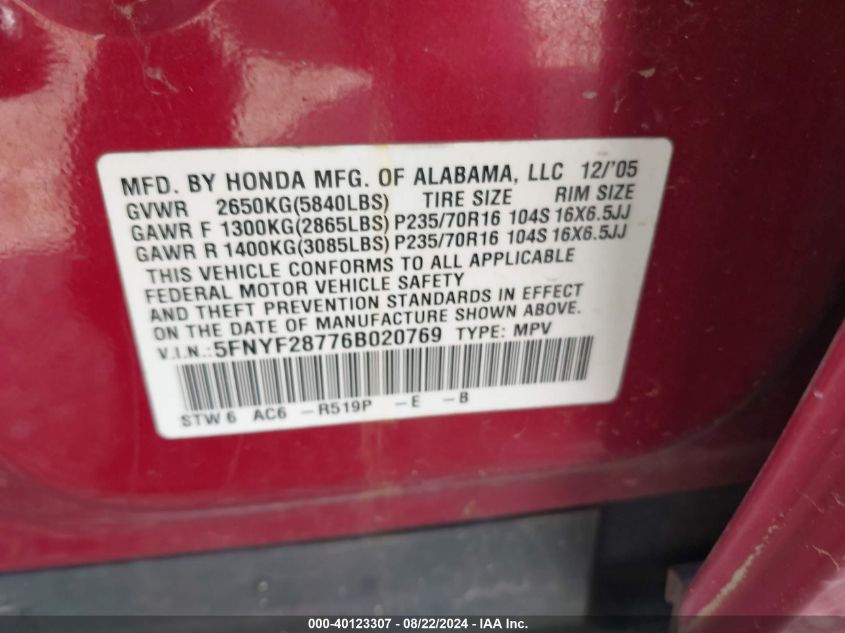 MFD. BY HONDA MFG. OF ALABAMA, LLC 12/'05
GVWR 2650KG(5840LBS) TIRE SIZE RIM SIZE
GAWR F 1300KG(2865LBS) P235/70R16 104S 16X6.5JJ
GAWR R 1400KG(3085LBS) P235/70R16 104S 16X6.5JJ
THIS VEHICLE CONFORMS TO ALL APPLICABLE
FEDERAL MOTOR VEHICLE SAFETY
AND THEFT PREVENTION STANDARDS IN EFFECT
ON THE DATE OF MANUFACTURE SHOWN ABOVE.
V.I.N.:5FNYF28776B020769 TYPE: MPV
STW6 AC6 -R519P -E -B
000-40123307 - 08/22/2024 - IAA Inc.